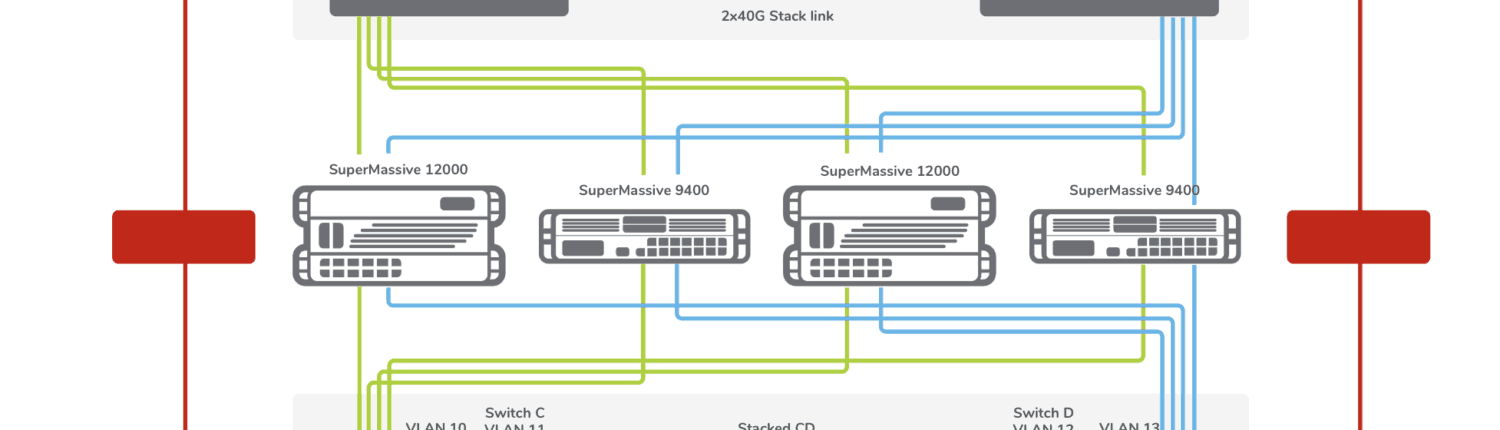 2x40G Stack link
SuperMassive 12000
SuperMassive 9400
SuperMassive 12000
SuperMassive 9400
Switch C
VLAN 10
VLAN 11
Stacked CD
Switch D
VLAN 12
VLAN 13